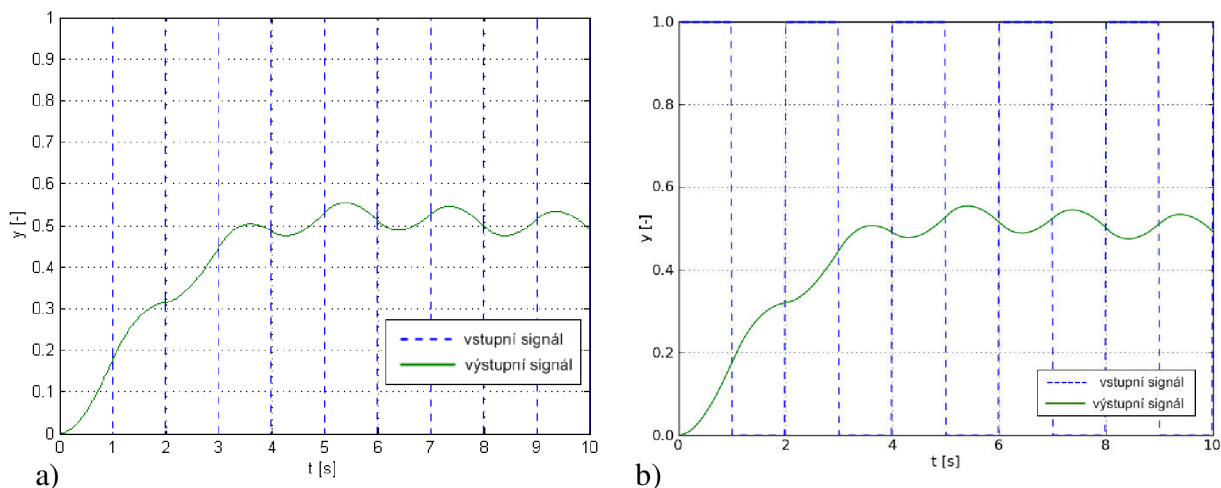 1
0.9
0.8
0.7
0.6
0.5
0.4
0.3
0.2
0.1
0
y [-]
0 1 2 3 4 5 6 7 8 9 10
t [s]
vstupní signál
výstupní signál
a)
1.0
0.8
0.6
0.4
0.2
0.0
y [-]
0 2 4 6 8 10
t [s]
vstupní signál
výstupní signál
b)